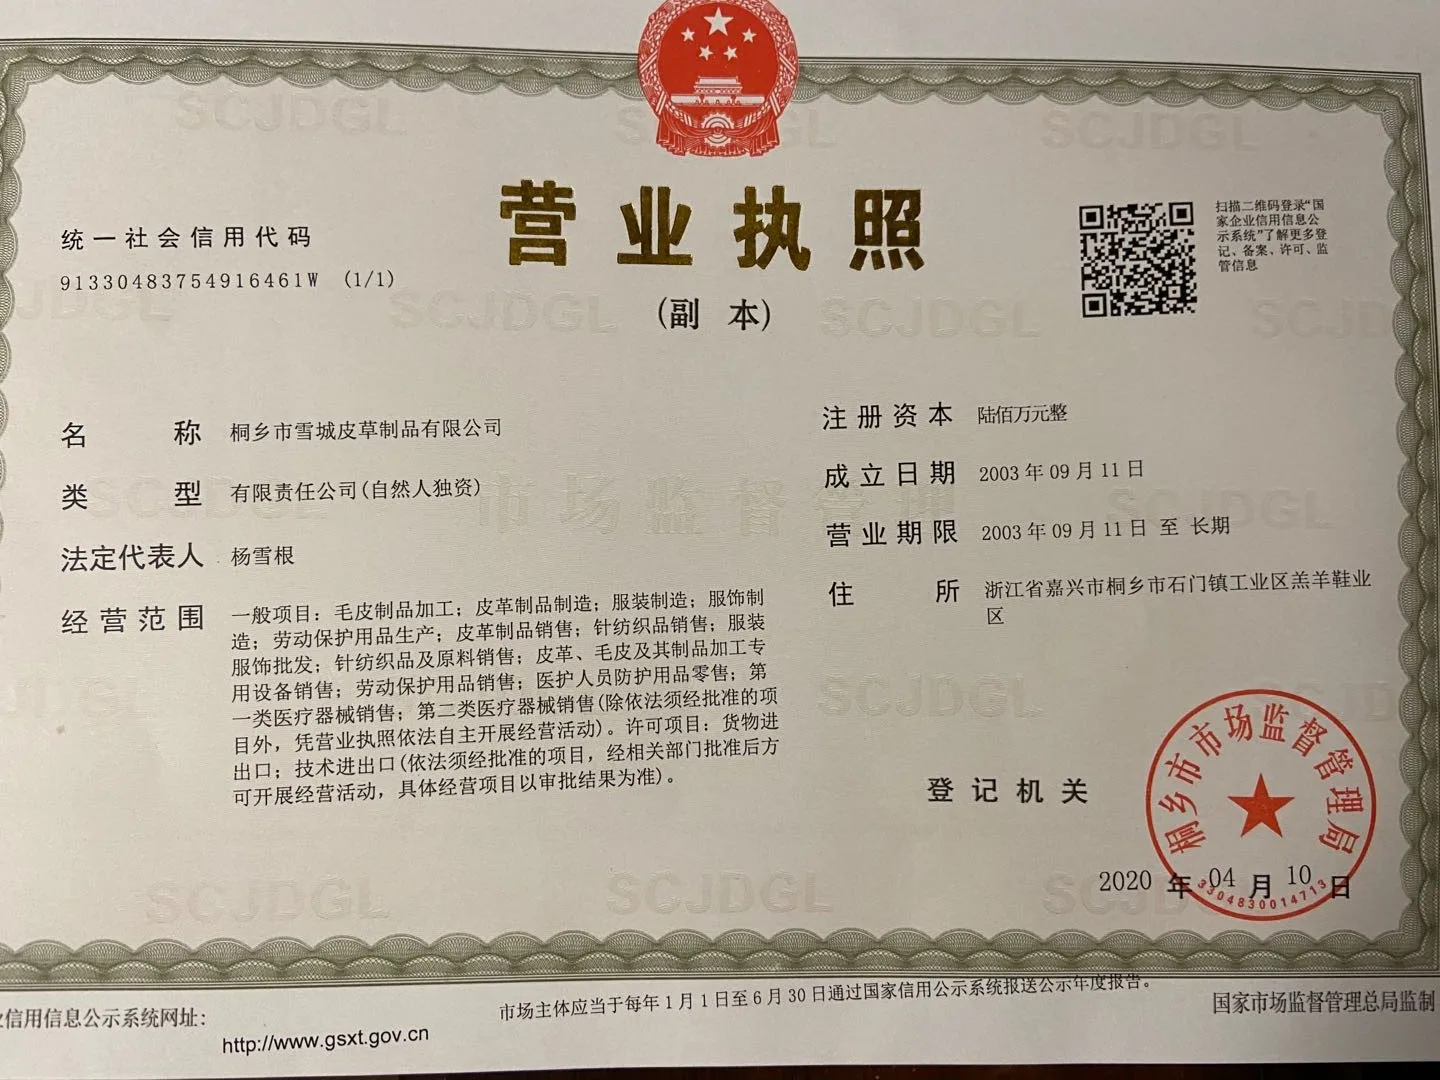 营业执照
(副 本)
统一社会信用代码
91330483754916461W (1/1)
扫描二维码登录“国
家企业信用信息公
示系统”了解更多登
记、备案、许可、监
管信息
名 称 桐乡市雪城皮草制品有限公司
类 型 有限责任公司(自然人独资)
法定代表人 杨雪根
经营范围 一般项目：毛皮制品加工；皮革制品制造；服装制造；服饰制
造；劳动保护用品生产；皮革制品销售；针纺织品销售；服装
服饰批发；针纺织品及原料销售；皮革、毛皮及其制品加工专
用设备销售；劳动保护用品销售；医护人员防护用品零售；第
一类医疗器械销售；第二类医疗器械销售(除依法须经批准的项
目外，凭营业执照依法自主开展经营活动)。许可项目：货物进
出口；技术进出口(依法须经批准的项目，经相关部门批准后方
可开展经营活动，具体经营项目以审批结果为准)。
注册资本 陆佰万元整
成立日期 2003年09月11日
营业期限 2003年09月11日 至 长期
住 所 浙江省嘉兴市桐乡市石门镇工业区羔羊鞋业
区
登记机关
桐乡市市场监督管理局
3304830014713
2020 年 04 月 10 日
SCJDGL
市场监督管理
业信用信息公示系统网址：
http://www.gsxt.gov.cn
市场主体应当于每年1月1日至6月30日通过国家信用公示系统报送公示年度报告。
国家市场监督管理总局监制